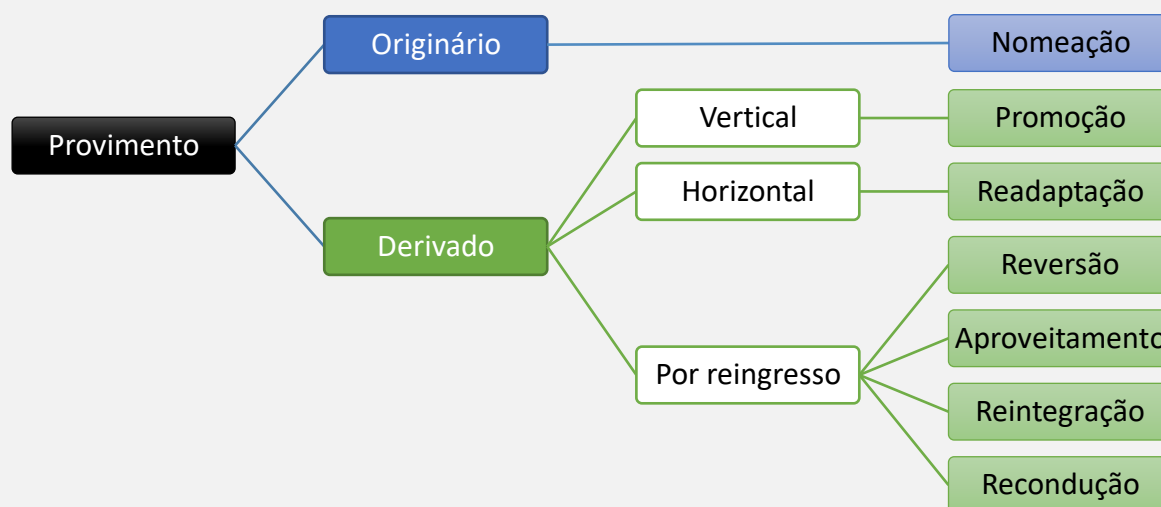 Provimento
Originário
Nomeação
Derivado
Vertical
Promoção
Horizontal
Readaptação
Por reingresso
Reversão
Aproveitamento
Reintegração
Recondução